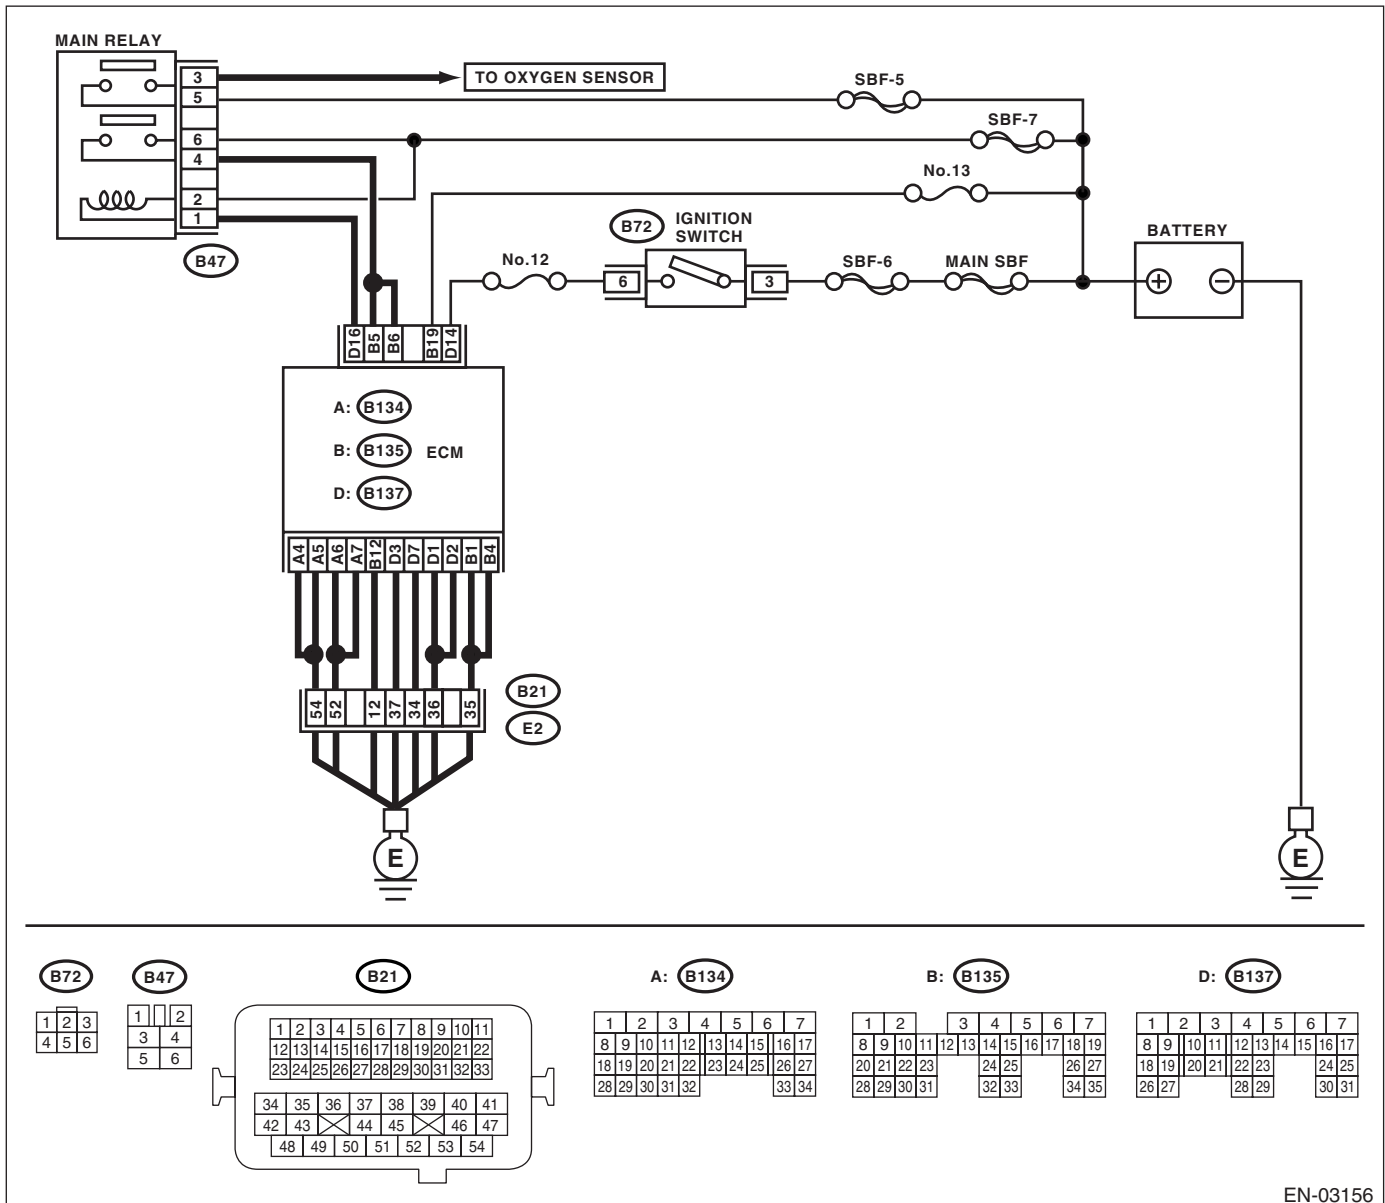 MAIN RELAY
3
TO OXYGEN SENSOR
5
SBF-5
6
SBF-7
4
No.13
2
1
B47
B72
IGNITION
SWITCH
BATTERY
No.12
6
3
SBF-6
MAIN SBF
+
−
D16
B5
B6
B19
D14
A: B134
B: B135
ECM
D: B137
A4
A5
A6
A7
B12
D3
D7
D1
D2
B1
B4
54
52
12
37
34
36
35
B21
E2
E
E
B72
1 2 3
4 5 6
B47
1 2
3 4
5 6
B21
1 2 3 4 5 6 7 8 9 10 11
12 13 14 15 16 17 18 19 20 21 22
23 24 25 26 27 28 29 30 31 32 33
34 35 36 37 38 39 40 41
42 43 44 45 46 47
48 49 50 51 52 53 54
A: B134
1 2 3 4 5 6 7
8 9 10 11 12 13 14 15 16 17
18 19 20 21 22 23 24 25 26 27
28 29 30 31 32 33 34
B: B135
1 2 3 4 5 6 7
8 9 10 11 12 13 14 15 16 17 18 19
20 21 22 23 24 25 26 27
28 29 30 31 32 33 34 35
D: B137
1 2 3 4 5 6 7
8 9 10 11 12 13 14 15 16 17
18 19 20 21 22 23 24 25
26 27 28 29 30 31
EN-03156